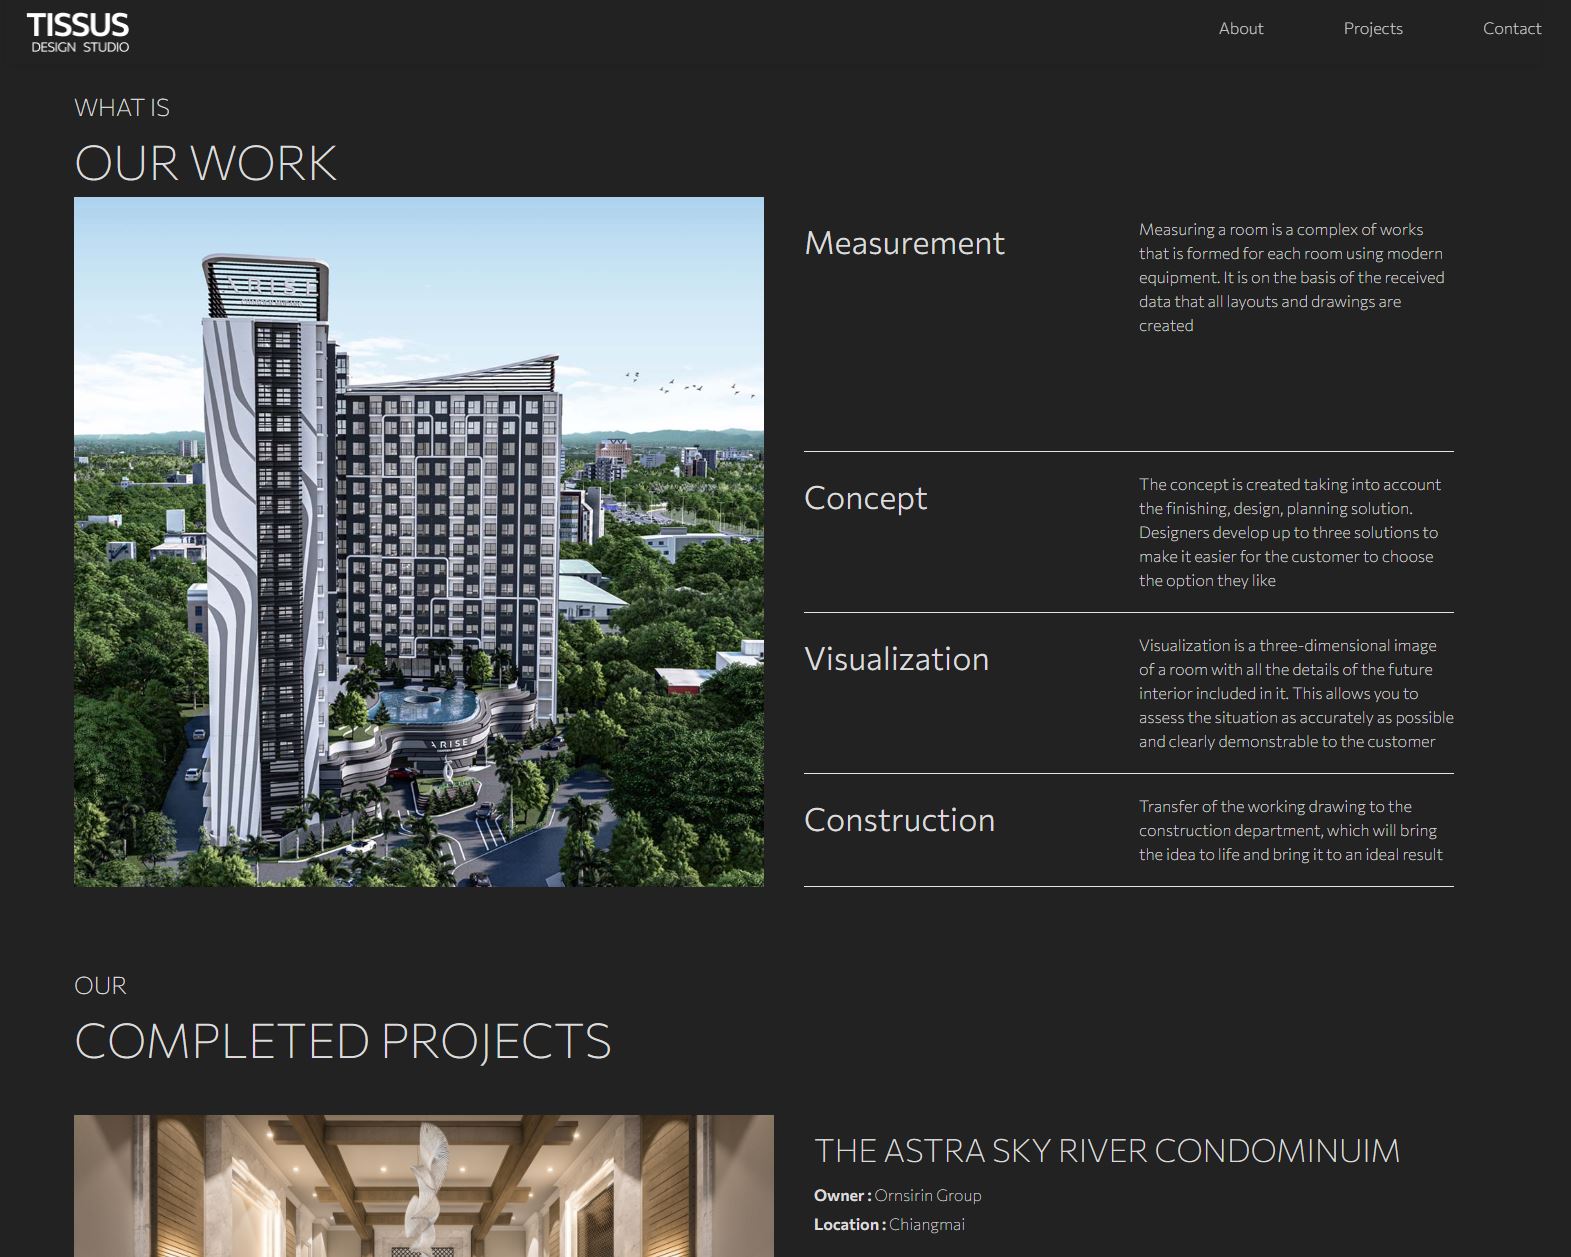 TISSUS
DESIGN STUDIO
About
Projects
Contact
WHAT IS
OUR WORK
ARISE
ARISE
Measurement
Measuring a room is a complex of works
that is formed for each room using modern
equipment. It is on the basis of the received
data that all layouts and drawings are
created
Concept
The concept is created taking into account
the finishing, design, planning solution.
Designers develop up to three solutions to
make it easier for the customer to choose
the option they like
Visualization
Visualization is a three-dimensional image
of a room with all the details of the future
interior included in it. This allows you to
assess the situation as accurately as possible
and clearly demonstrable to the customer
Construction
Transfer of the working drawing to the
construction department, which will bring
the idea to life and bring it to an ideal result
OUR
COMPLETED PROJECTS
THE ASTRA SKY RIVER CONDOMINUIM
Owner : Ornsirin Group
Location : Chiangmai